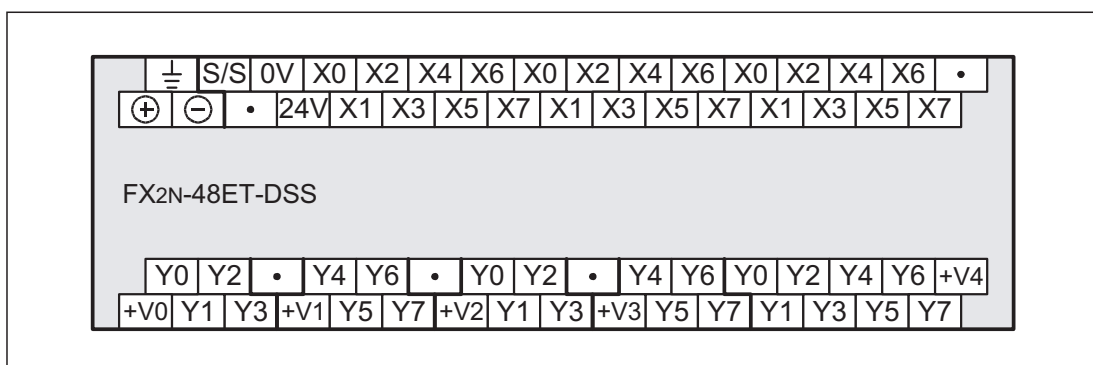 ⏚ S/S 0V X0 X2 X4 X6 X0 X2 X4 X6 X0 X2 X4 X6 •
⊕ ⊖ • 24V X1 X3 X5 X7 X1 X3 X5 X7 X1 X3 X5 X7
FX2N-48ET-DSS
Y0 Y2 • Y4 Y6 • Y0 Y2 • Y4 Y6 Y0 Y2 Y4 Y6 +V4
+V0 Y1 Y3 +V1 Y5 Y7 +V2 Y1 Y3 +V3 Y5 Y7 Y1 Y3 Y5 Y7